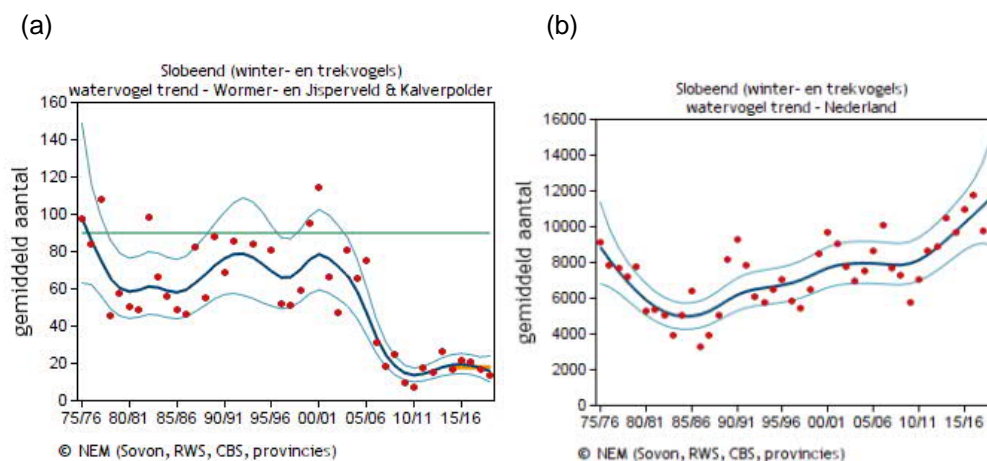 (a)
Slobeend (winter- en trekvogels)
watervogel trend - Wormer- en Jisperveld & Kalverpolder
gemiddeld aantal
160
140
120
100
80
60
40
20
0
75/76 80/81 85/86 90/91 95/96 00/01 05/06 10/11 15/16
© NEM (Sovon, RWS, CBS, provincies)
(b)
Slobeend (winter- en trekvogels)
watervogel trend - Nederland
gemiddeld aantal
16000
14000
12000
10000
8000
6000
4000
2000
0
75/76 80/81 85/86 90/91 95/96 00/01 05/06 10/11 15/16
© NEM (Sovon, RWS, CBS, provincies)